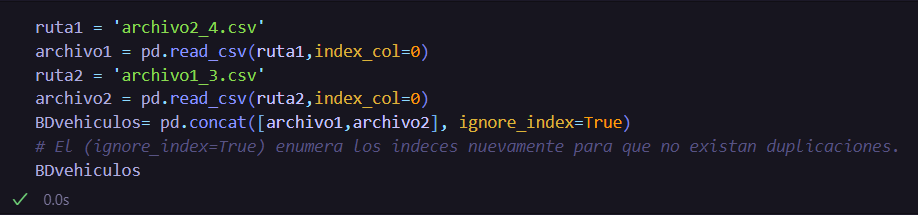 ruta1 = 'archivo2_4.csv'
archivo1 = pd.read_csv(ruta1,index_col=0)
ruta2 = 'archivo1_3.csv'
archivo2 = pd.read_csv(ruta2,index_col=0)
BDvehiculos= pd.concat([archivo1,archivo2], ignore_index=True)
# El (ignore_index=True) enumera los indeces nuevamente para que no existan duplicaciones.
BDvehiculos
0.0s